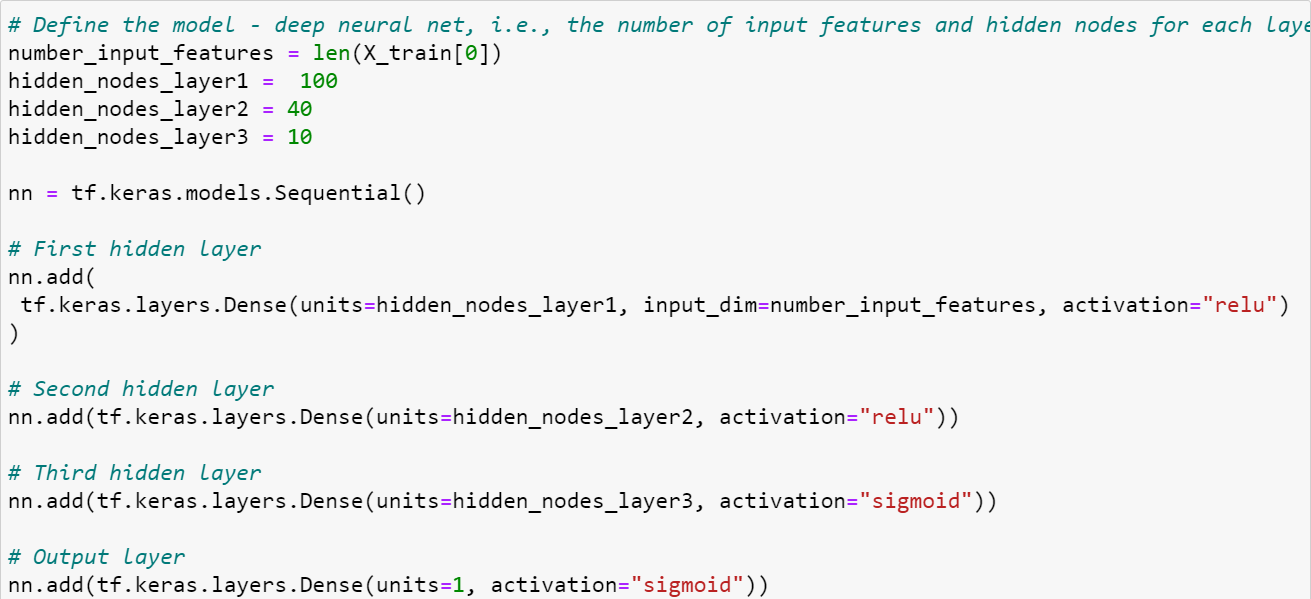 # Define the model - deep neural net, i.e., the number of input features and hidden nodes for each
number_input_features = len(X_train[0])
hidden_nodes_layer1 =  100
hidden_nodes_layer2 = 40
hidden_nodes_layer3 = 10
nn = tf.keras.models.Sequential()
# First hidden layer
nn.add(
 tf.keras.layers.Dense(units=hidden_nodes_layer1, input_dim=number_input_features, activation="relu")
)
# Second hidden layer
nn.add(tf.keras.layers.Dense(units=hidden_nodes_layer2, activation="relu"))
# Third hidden layer
nn.add(tf.keras.layers.Dense(units=hidden_nodes_layer3, activation="sigmoid"))
# Output layer
nn.add(tf.keras.layers.Dense(units=1, activation="sigmoid"))